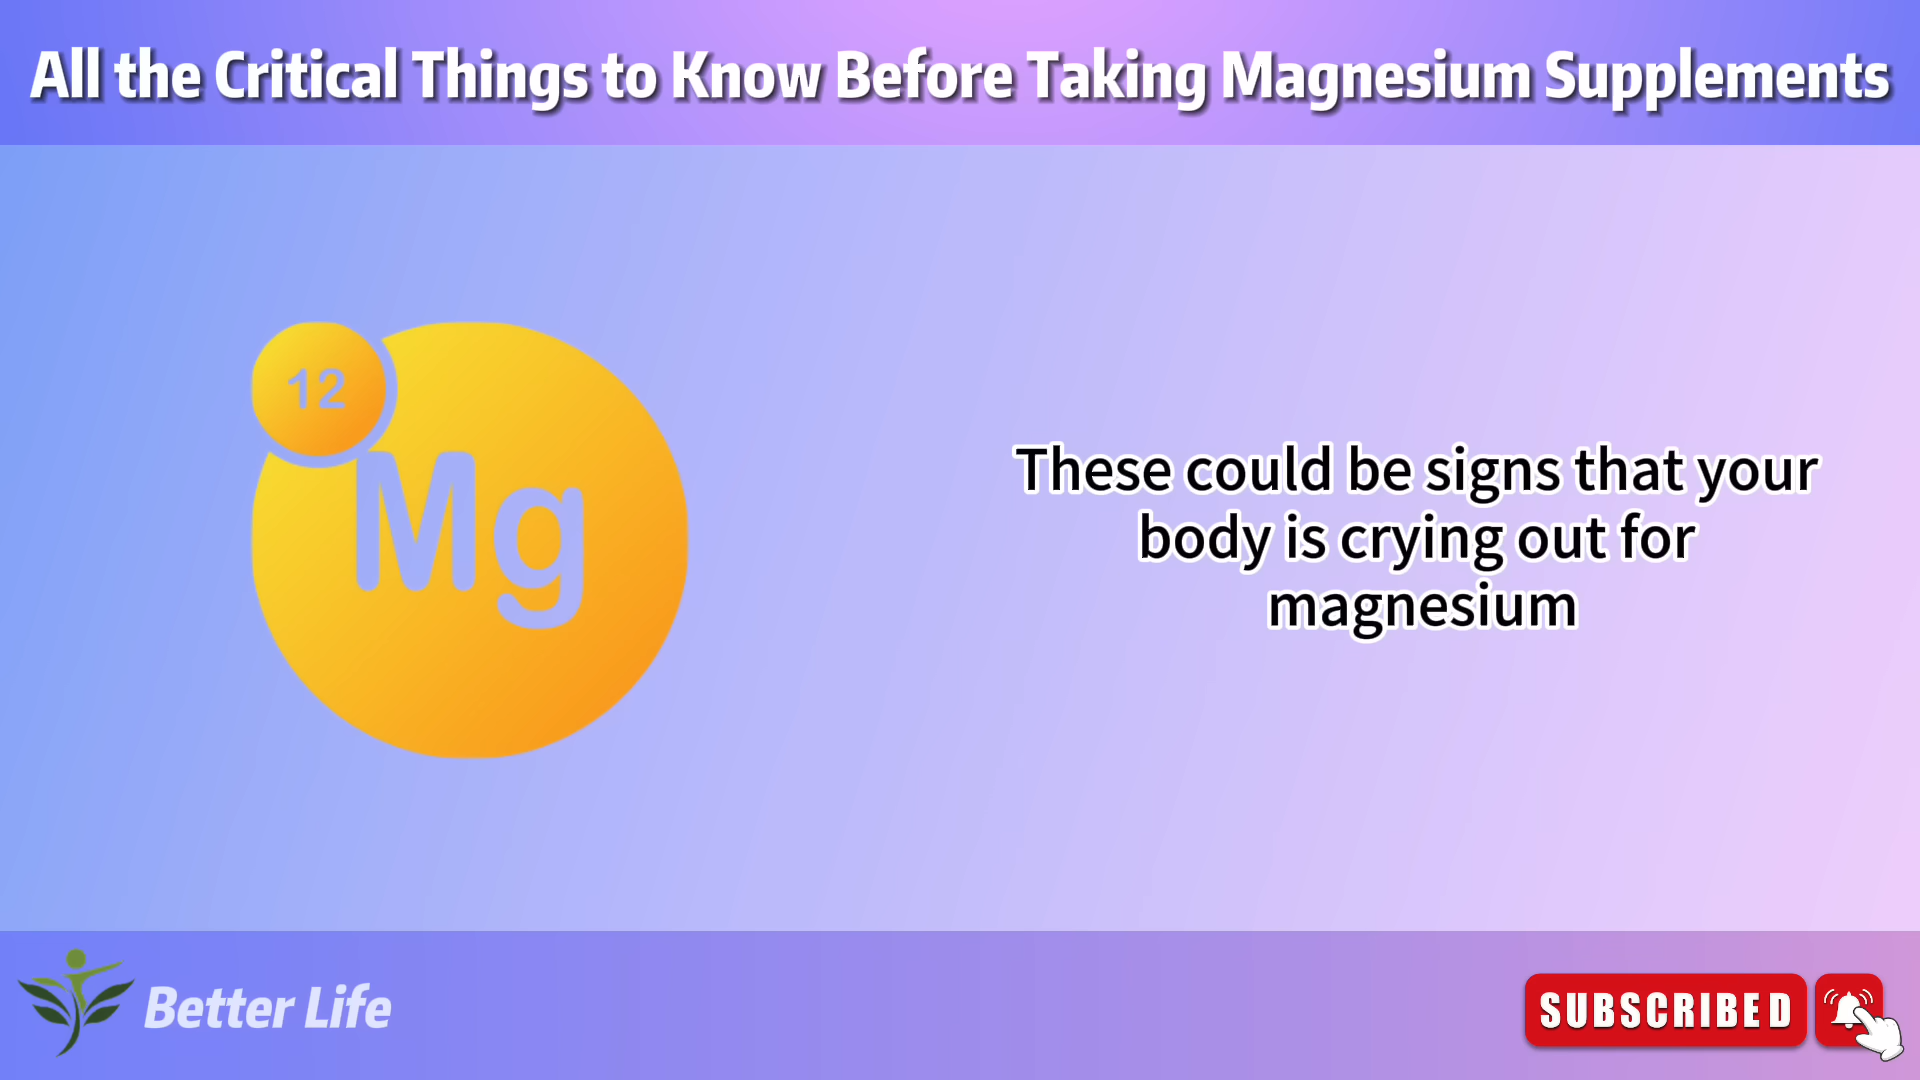 All the Critical Things to Know Before Taking Magnesium Supplements
12
Mg
These could be signs that your
body is crying out for
magnesium
Better Life
SUBSCRIBED